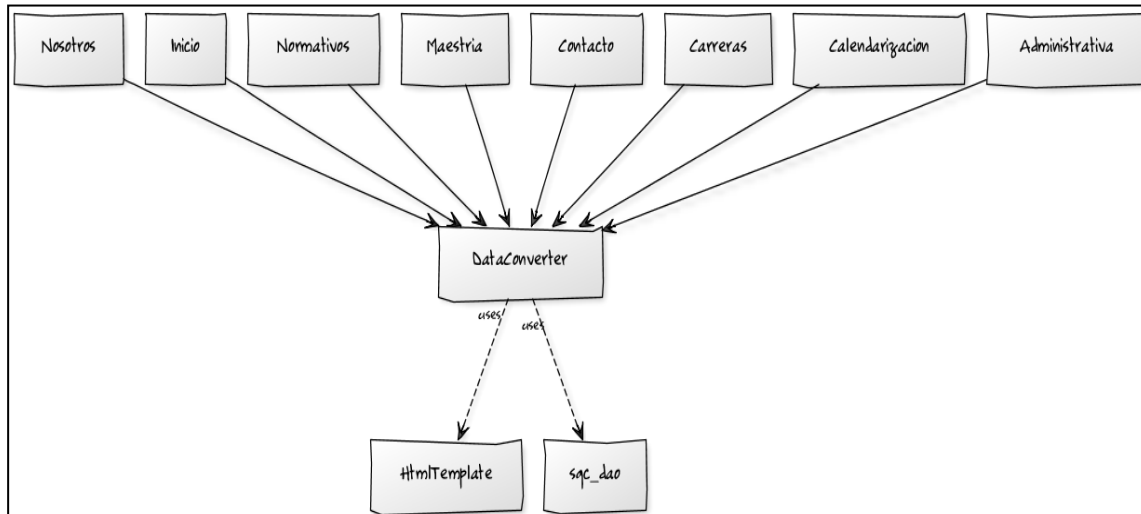 Nosotros
Inicio
Normativos
Maestria
Contacto
Carreras
Calendarizacion
Administrativa
DataConverter
uses
uses
HtmlTemplate
sqc_dao